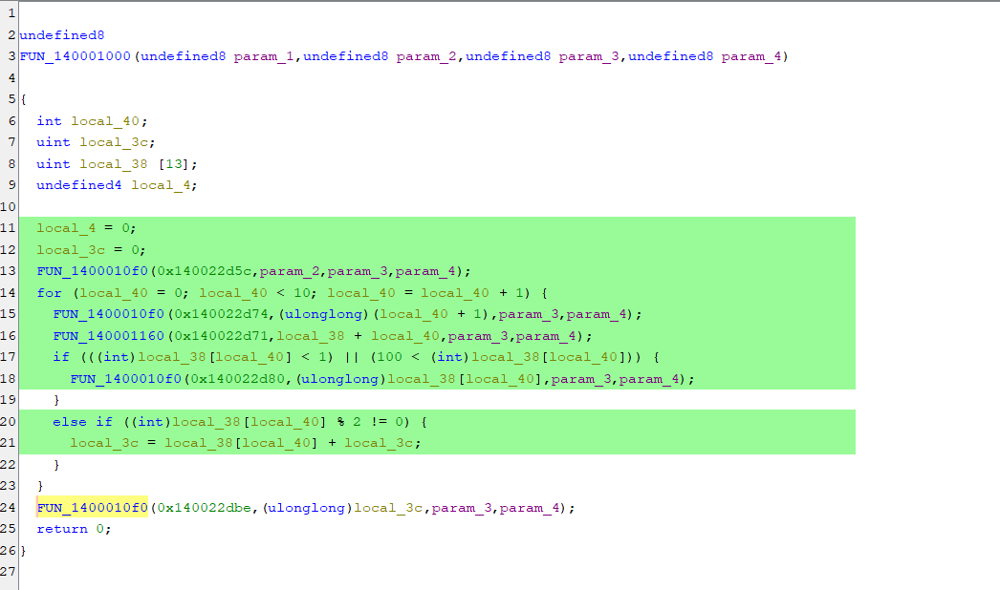 1
2 undefined8
3 FUN_140001000(undefined8 param_1,undefined8 param_2,undefined8 param_3,undefined8 param_4)
4
5 {
6   int local_40;
7   uint local_3c;
8   uint local_38 [13];
9   undefined4 local_4;
10
11   local_4 = 0;
12   local_3c = 0;
13   FUN_1400010f0(0x140022d5c,param_2,param_3,param_4);
14   for (local_40 = 0; local_40 < 10; local_40 = local_40 + 1) {
15     FUN_1400010f0(0x140022d74,(ulonglong)(local_40 + 1),param_3,param_4);
16     FUN_140001160(0x140022d71,local_38 + local_40,param_3,param_4);
17     if (((int)local_38[local_40] < 1) || (100 < (int)local_38[local_40])) {
18       FUN_1400010f0(0x140022d80,(ulonglong)local_38[local_40],param_3,param_4);
19     }
20     else if ((int)local_38[local_40] % 2 != 0) {
21       local_3c = local_38[local_40] + local_3c;
22     }
23   }
24   FUN_1400010f0(0x140022dbe,(ulonglong)local_3c,param_3,param_4);
25   return 0;
26 }
27